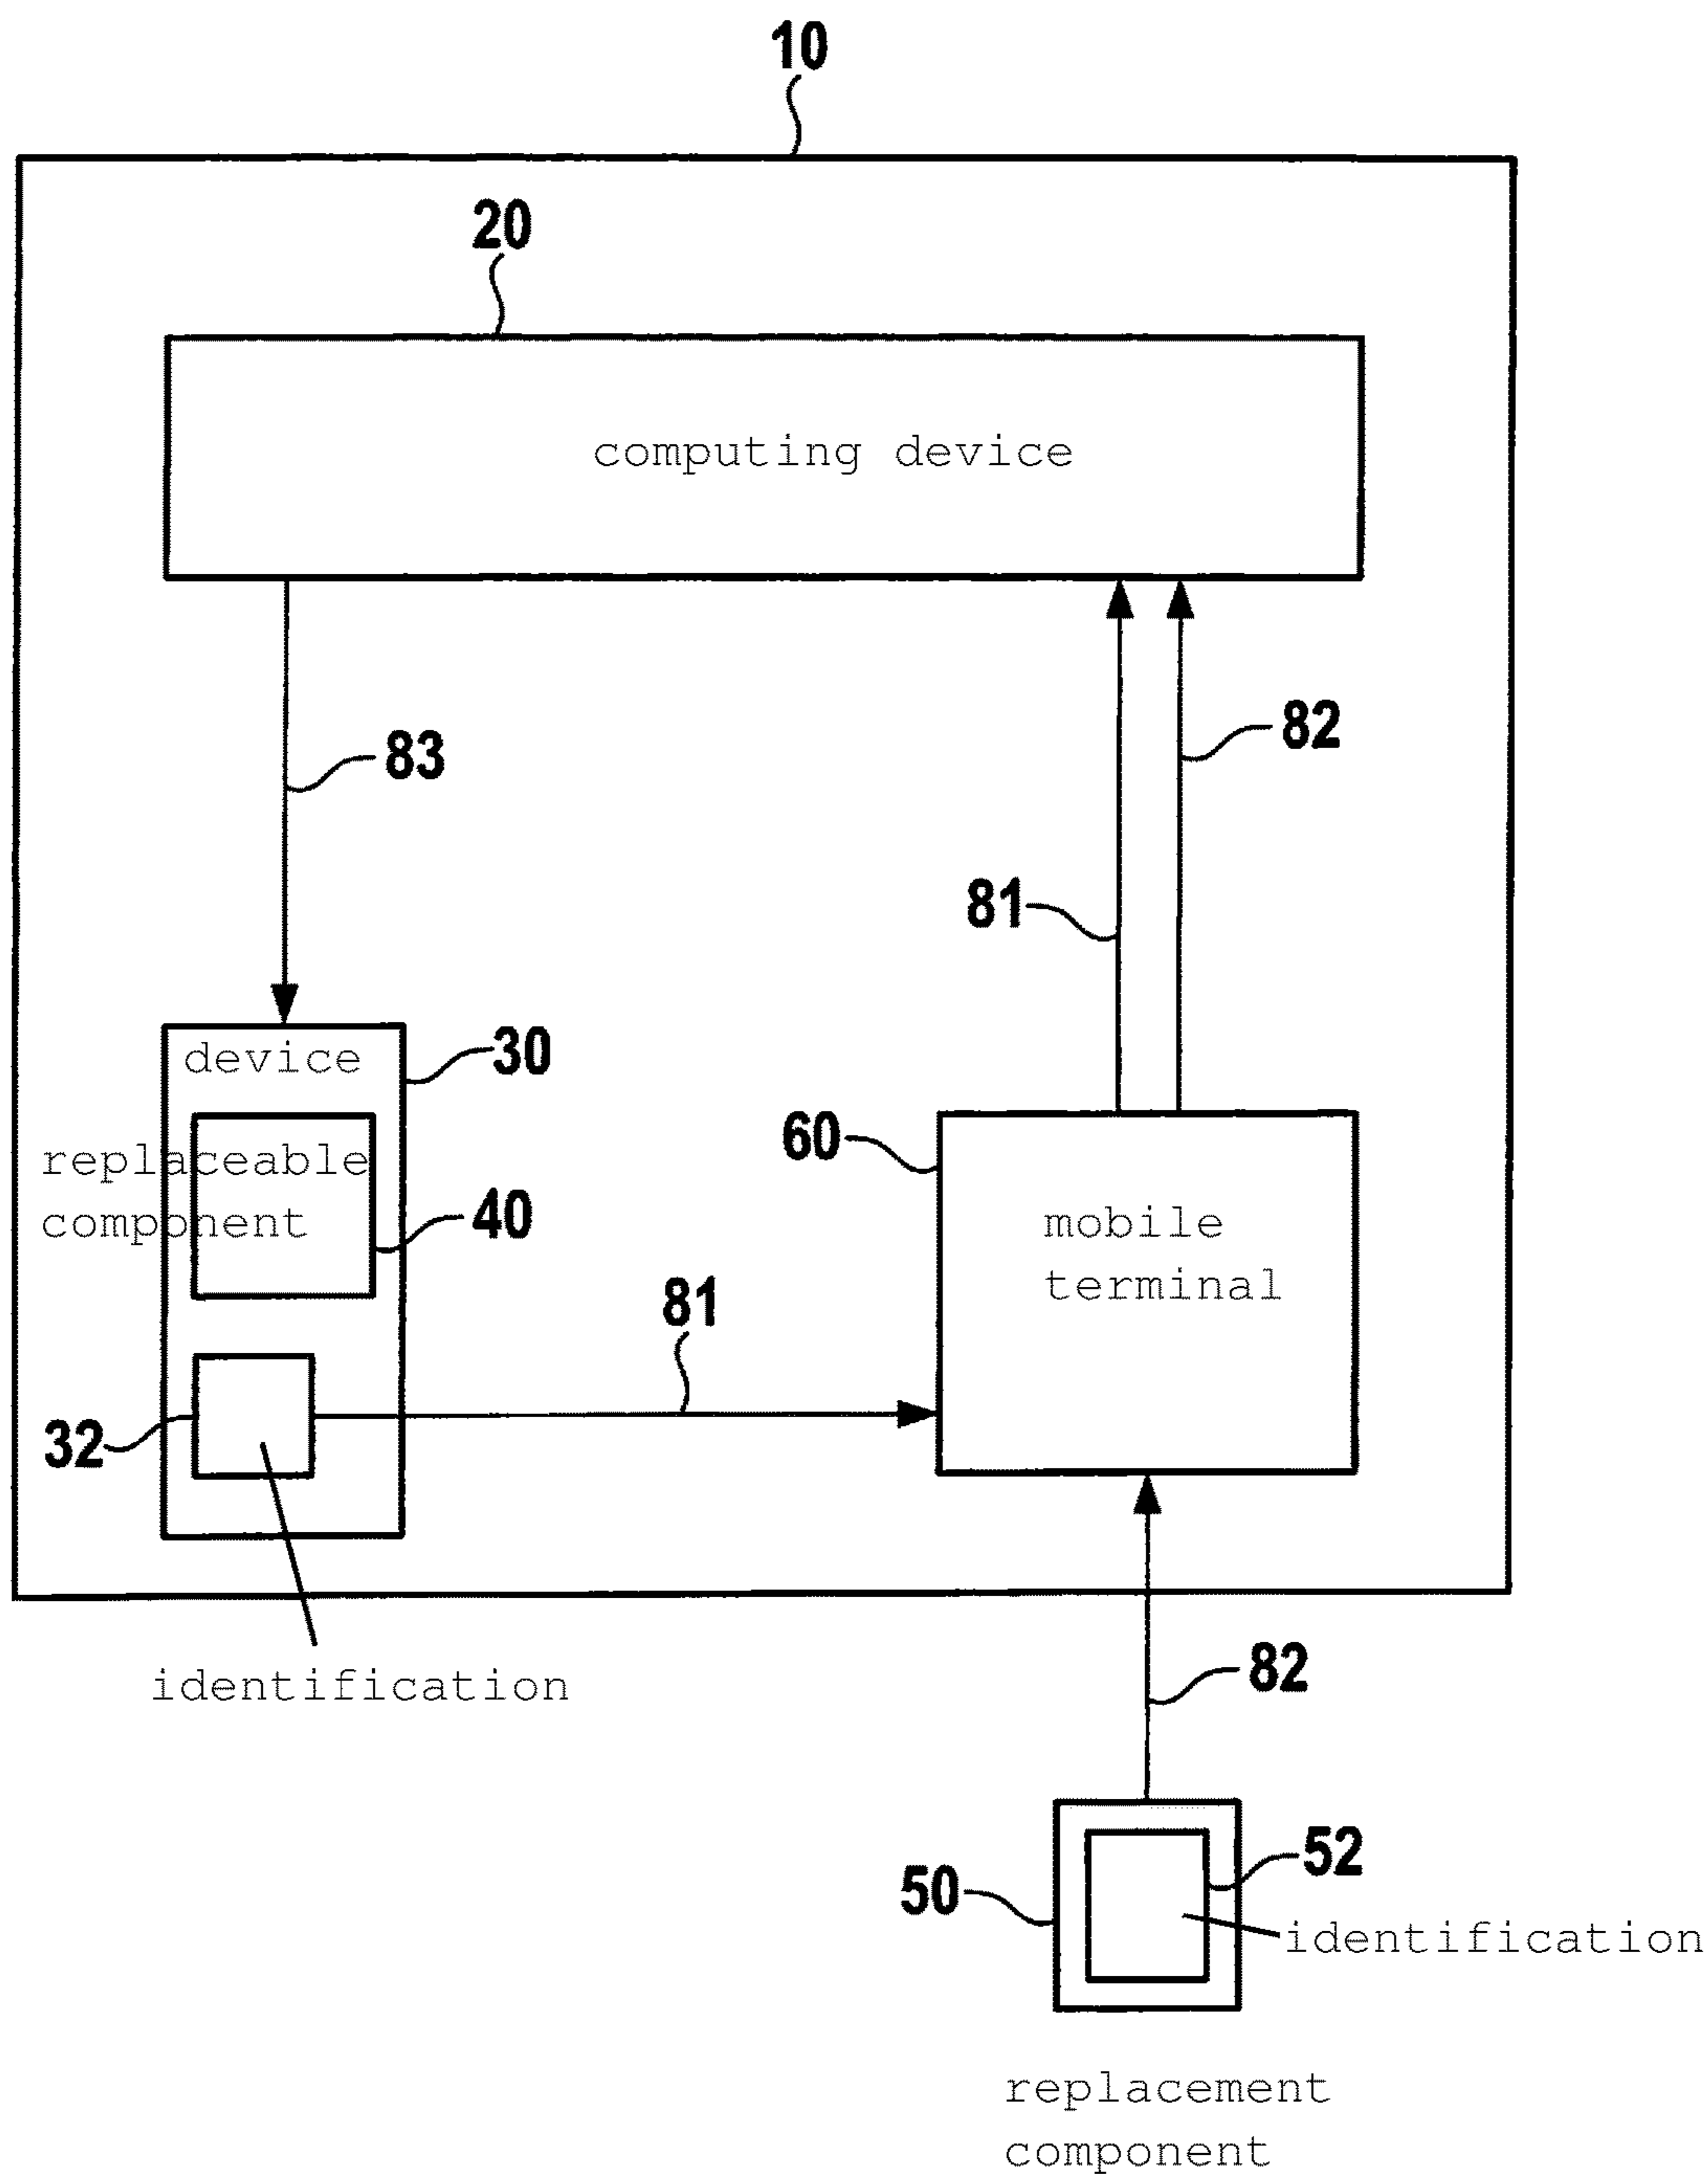 10
20
computing device
83
82
81
device
30
60
replaceable
component
40
mobile
terminal
81
32
identification
82
50
52
identification
replacement
component